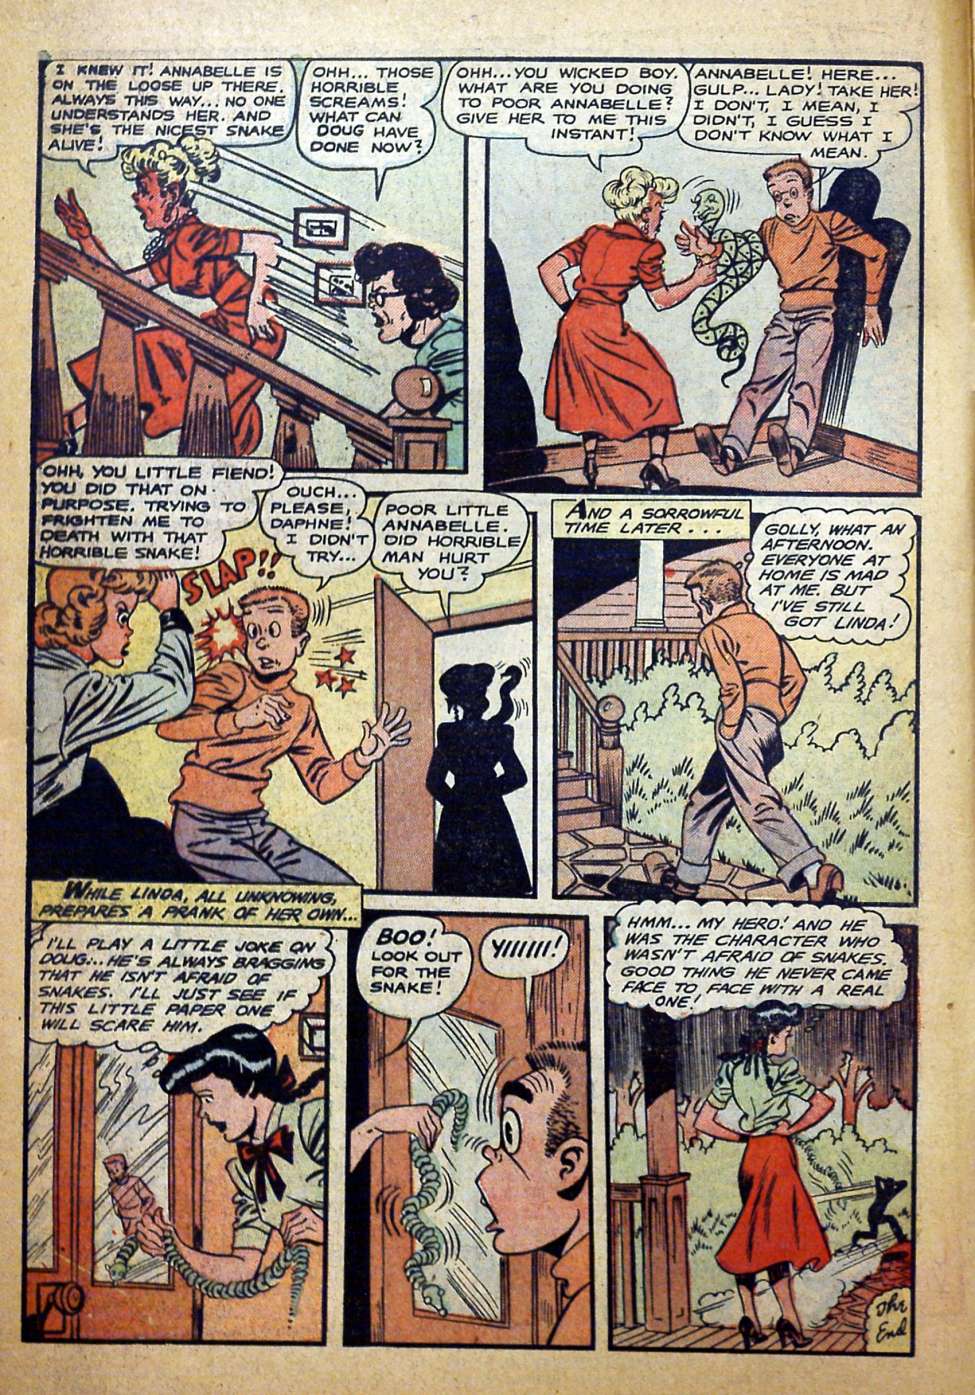 I KNEW IT! ANNABELLE IS
ON THE LOOSE UP THERE.
ALWAYS THIS WAY... NO ONE
UNDERSTANDS HER. AND
SHE'S THE NICEST SNAKE
ALIVE!
OHH... THOSE
HORRIBLE
SCREAMS!
WHAT CAN
DOUG HAVE
DONE NOW?
OHH...YOU WICKED BOY.
WHAT ARE YOU DOING
TO POOR ANNABELLE?
GIVE HER TO ME THIS
INSTANT!
ANNABELLE! HERE...
GULP... LADY! TAKE HER!
I DON'T, I MEAN, I
DIDN'T, I GUESS I
DON'T KNOW WHAT I
MEAN.
OHH, YOU LITTLE FIEND!
YOU DID THAT ON
PURPOSE. TRYING TO
FRIGHTEN ME TO
DEATH WITH THAT
HORRIBLE SNAKE!
SLAP!!
OUCH...
PLEASE,
DAPHNE!
I DIDN'T
TRY...
POOR LITTLE
ANNABELLE.
DID HORRIBLE
MAN HURT
YOU?
AND A SORROWFUL
TIME LATER...
GOLLY, WHAT AN
AFTERNOON.
EVERYONE AT
HOME IS MAD
AT ME. BUT
I'VE STILL
GOT LINDA!
WHILE LINDA, ALL UNKNOWING,
PREPARES A PRANK OF HER OWN...
I'LL PLAY A LITTLE JOKE ON
DOUG... HE'S ALWAYS BRAGGING
THAT HE ISN'T AFRAID OF
SNAKES. I'LL JUST SEE IF
THIS LITTLE PAPER ONE
WILL SCARE HIM.
BOO!
LOOK OUT
FOR THE
SNAKE!
YIIIIII!
HMM... MY HERO! AND HE
WAS THE CHARACTER WHO
WASN'T AFRAID OF SNAKES.
GOOD THING HE NEVER CAME
FACE TO FACE WITH A REAL
ONE!
The
End